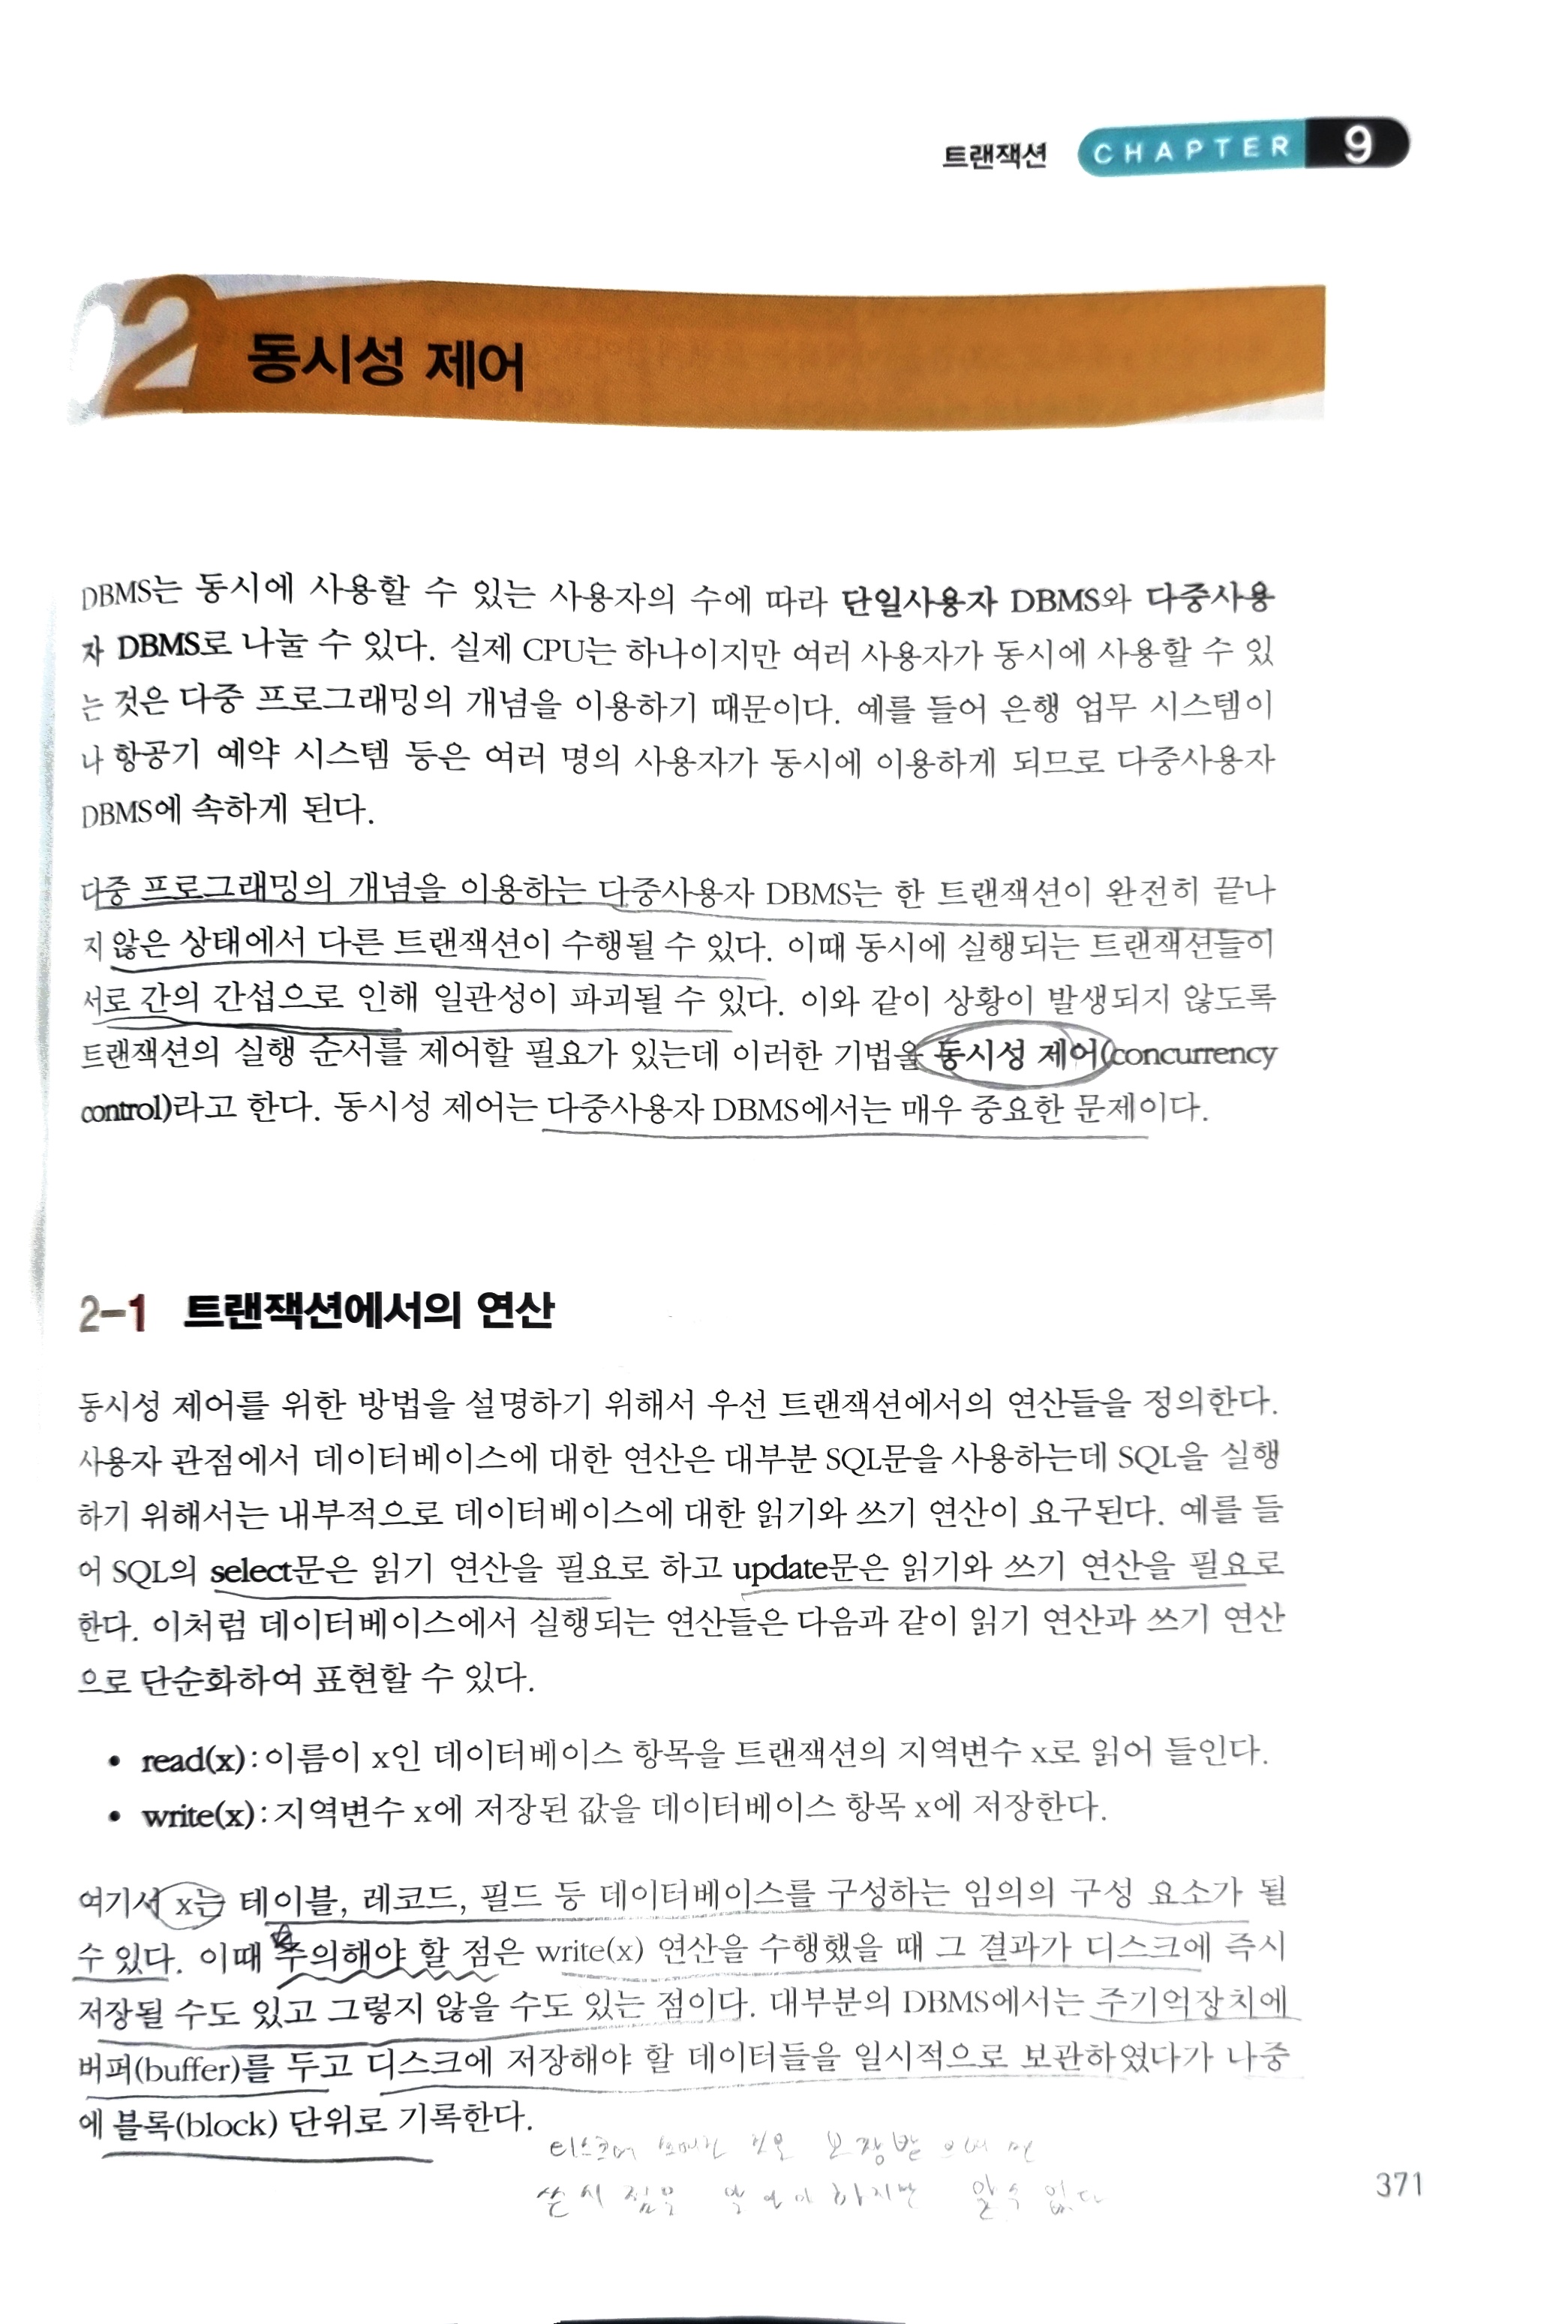 트랜잭션 CHAPTER 9
02 동시성 제어
DBMS는 동시에 사용할 수 있는 사용자의 수에 따라 단일사용자 DBMS와 다중사용
자 DBMS로 나눌 수 있다. 실제 CPU는 하나이지만 여러 사용자가 동시에 사용할 수 있
는 것은 다중 프로그래밍의 개념을 이용하기 때문이다. 예를 들어 은행 업무 시스템이
나 항공기 예약 시스템 등은 여러 명의 사용자가 동시에 이용하게 되므로 다중사용자
DBMS에 속하게 된다.
다중 프로그래밍의 개념을 이용하는 다중사용자 DBMS는 한 트랜잭션이 완전히 끝나
지 않은 상태에서 다른 트랜잭션이 수행될 수 있다. 이때 동시에 실행되는 트랜잭션들이
서로 간의 간섭으로 인해 일관성이 파괴될 수 있다. 이와 같이 상황이 발생되지 않도록
트랜잭션의 실행 순서를 제어할 필요가 있는데 이러한 기법을 동시성 제어(concurrency
control)라고 한다. 동시성 제어는 다중사용자 DBMS에서는 매우 중요한 문제이다.
2-1 트랜잭션에서의 연산
동시성 제어를 위한 방법을 설명하기 위해서 우선 트랜잭션에서의 연산들을 정의한다.
사용자 관점에서 데이터베이스에 대한 연산은 대부분 SQL문을 사용하는데 SQL을 실행
하기 위해서는 내부적으로 데이터베이스에 대한 읽기와 쓰기 연산이 요구된다. 예를 들
어 SQL의 select문은 읽기 연산을 필요로 하고 update문은 읽기와 쓰기 연산을 필요로
한다. 이처럼 데이터베이스에서 실행되는 연산들은 다음과 같이 읽기 연산과 쓰기 연산
으로 단순화하여 표현할 수 있다.
• read(x): 이름이 x인 데이터베이스 항목을 트랜잭션의 지역변수 x로 읽어 들인다.
• write(x): 지역변수 x에 저장된 값을 데이터베이스 항목 x에 저장한다.
여기서 x는 테이블, 레코드, 필드 등 데이터베이스를 구성하는 임의의 구성 요소가 될
수 있다. 이때 주의해야 할 점은 write(x) 연산을 수행했을 때 그 결과가 디스크에 즉시
저장될 수도 있고 그렇지 않을 수도 있는 점이다. 대부분의 DBMS에서는 주기억장치에
버퍼(buffer)를 두고 디스크에 저장해야 할 데이터들을 일시적으로 보관하였다가 나중
에 블록(block) 단위로 기록한다.
하지만 알수 없다
371